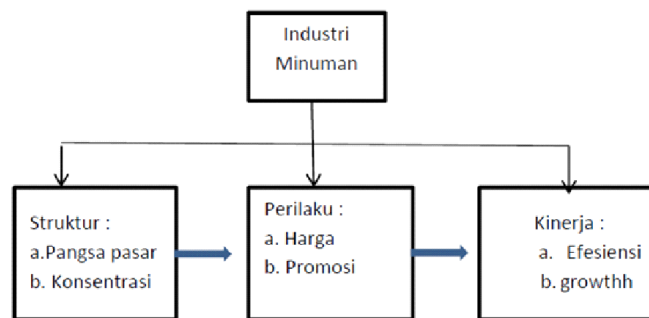 Industri
Minuman
Struktur :
a.Pangsa pasar
b. Konsentrasi
Perilaku :
a. Harga
b. Promosi
Kinerja :
a. Efesiensi
b. growthh